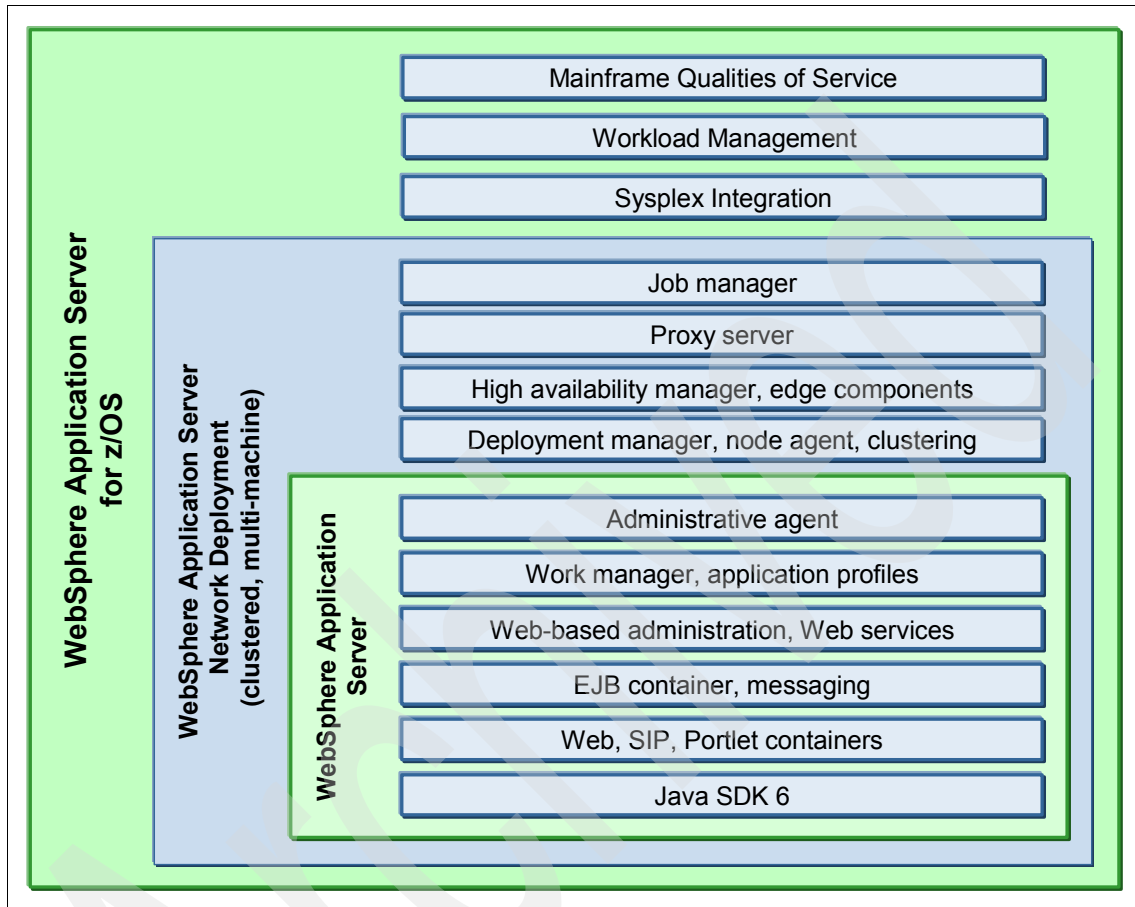 Mainframe Qualities of Service
Workload Management
Sysplex Integration
WebSphere Application Server
for z/OS
Job manager
Proxy server
High availability manager, edge components
Deployment manager, node agent, clustering
WebSphere Application Server
Network Deployment
(clustered, multi-machine)
Administrative agent
Work manager, application profiles
Web-based administration, Web services
EJB container, messaging
Web, SIP, Portlet containers
Java SDK 6
WebSphere Application
Server
Archived